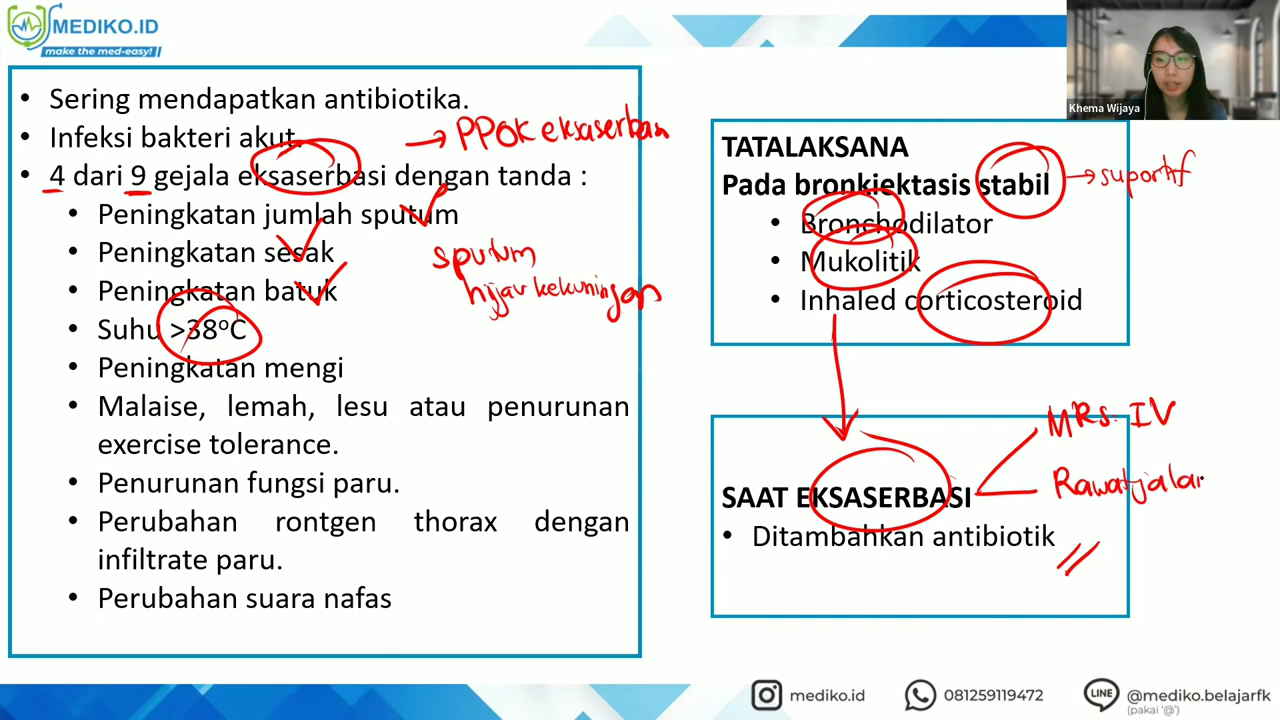 MEDIKO.ID
make the med-easy!
Khema Wijaya
• Sering mendapatkan antibiotika.
• Infeksi bakteri akut.
→ PPOK eksaserbasi
• 4 dari 9 gejala eksaserbasi dengan tanda :
• Peningkatan jumlah sputum
• Peningkatan sesak
sputum
hijau kekuningan
• Peningkatan batuk
• Suhu >38°C
• Peningkatan mengi
• Malaise, lemah, lesu atau penurunan
exercise tolerance.
• Penurunan fungsi paru.
• Perubahan rontgen thorax dengan
infiltrate paru.
• Perubahan suara nafas
TATALAKSANA
Pada bronkiektasis stabil
→ suportif
• Bronchodilator
• Mukolitik
• Inhaled corticosteroid
MRS: IV
Rawat jalan
SAAT EKSASERBASI
• Ditambahkan antibiotik
mediko.id
081259119472
LINE
@mediko.belajarfk
(pakai '@')